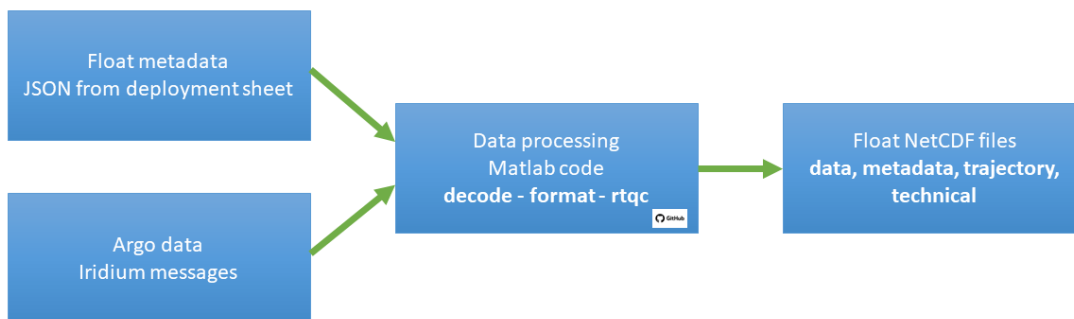 Float metadata
JSON from deployment sheet
Argo data
Iridium messages
Data processing
Matlab code
decode - format - rtqc
GitHub
Float NetCDF files
data, metadata, trajectory,
technical